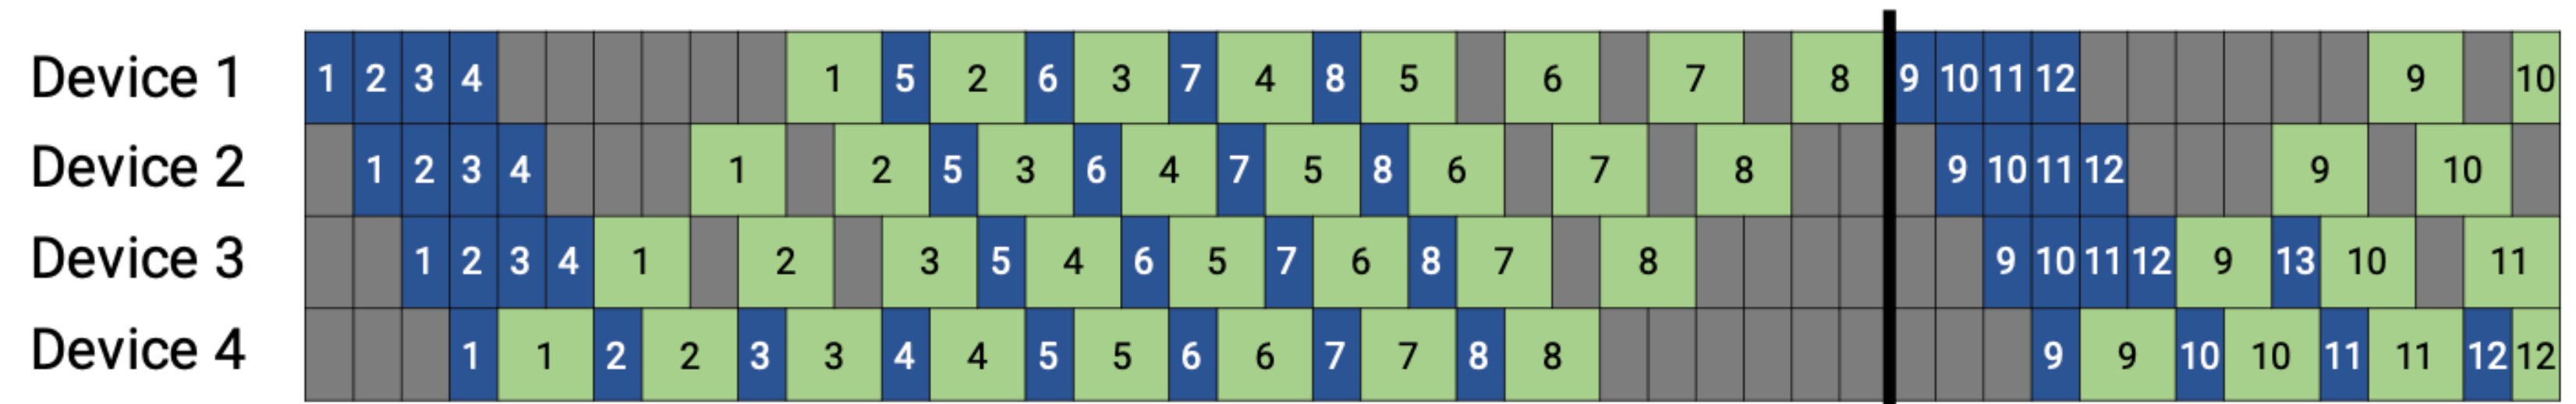 Device 1 1 2 3 4 1 5 2 6 3 7 4 8 5 6 7 8 9 10 11 12 9 10
Device 2 1 2 3 4 1 2 5 3 6 4 7 5 8 6 7 8 9 10 11 12 9 10
Device 3 1 2 3 4 1 2 3 5 4 6 5 7 6 8 7 8 9 10 11 12 9 13 10 11
Device 4 1 1 2 2 3 3 4 4 5 5 6 6 7 7 8 8 9 9 10 10 11 11 12 12